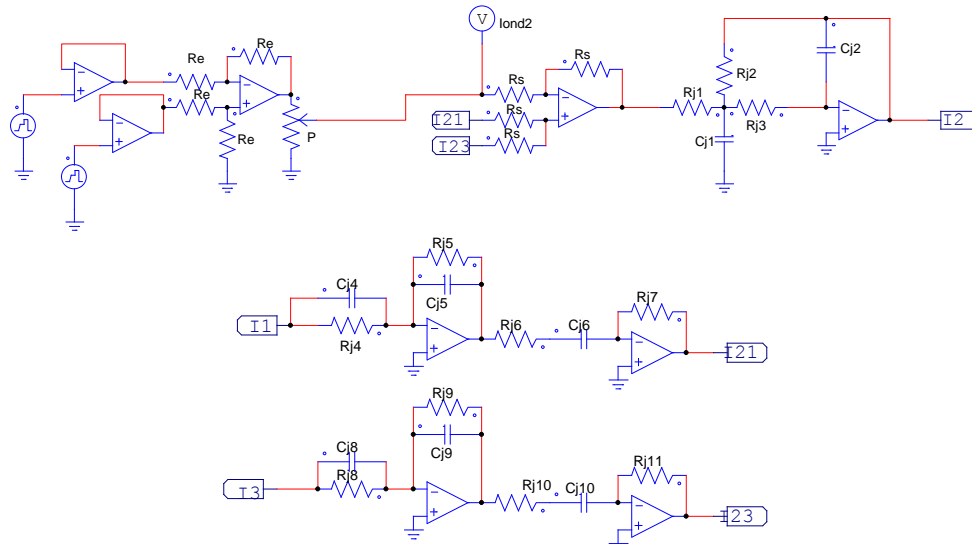 V
Iond2
Re
Re
Re
Re
P
Rs
Rs
Rs
Rs
I21
I23
Rj1
Rj2
Rj3
Cj1
Cj2
I2
Rj5
Cj5
Cj4
Rj4
I1
Rj6
Cj6
Rj7
I21
Rj9
Cj9
Cj8
Rj8
I3
Rj10
Cj10
Rj11
I23